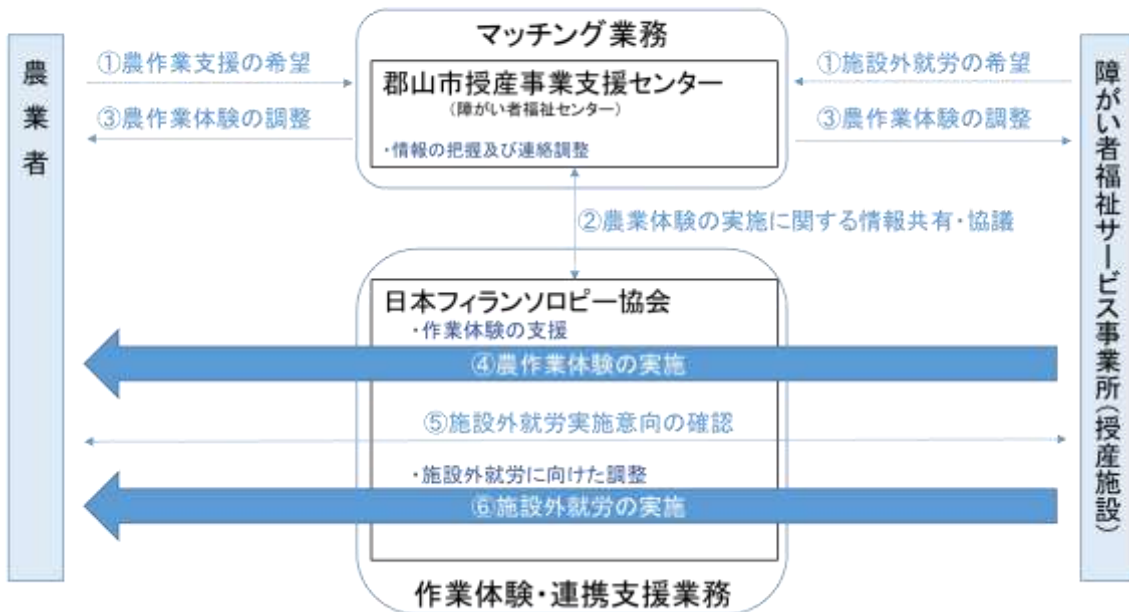 農業者
マッチング業務
郡山市授産事業支援センター
（障がい者福祉センター）
・情報の把握及び連絡調整
①農作業支援の希望
③農作業体験の調整
①施設外就労の希望
③農作業体験の調整
障がい者福祉サービス事業所（授産施設）
②農業体験の実施に関する情報共有・協議
日本フィランソロピー協会
・作業体験の支援
④農作業体験の実施
⑤施設外就労実施意向の確認
・施設外就労に向けた調整
⑥施設外就労の実施
作業体験・連携支援業務